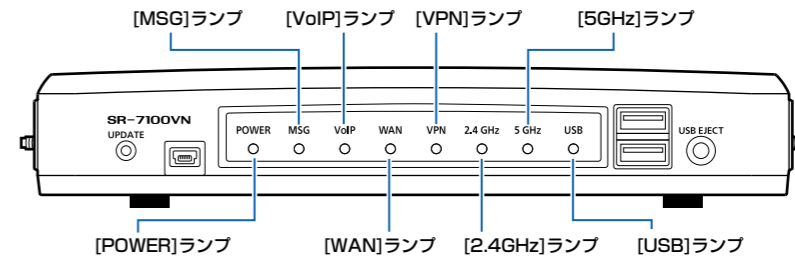 [MSG]ランプ [VoIP]ランプ [VPN]ランプ [5GHz]ランプ
SR-7100VN
UPDATE
POWER MSG VoIP WAN VPN 2.4 GHz 5 GHz USB
USB EJECT
[POWER]ランプ [WAN]ランプ [2.4GHz]ランプ [USB]ランプ